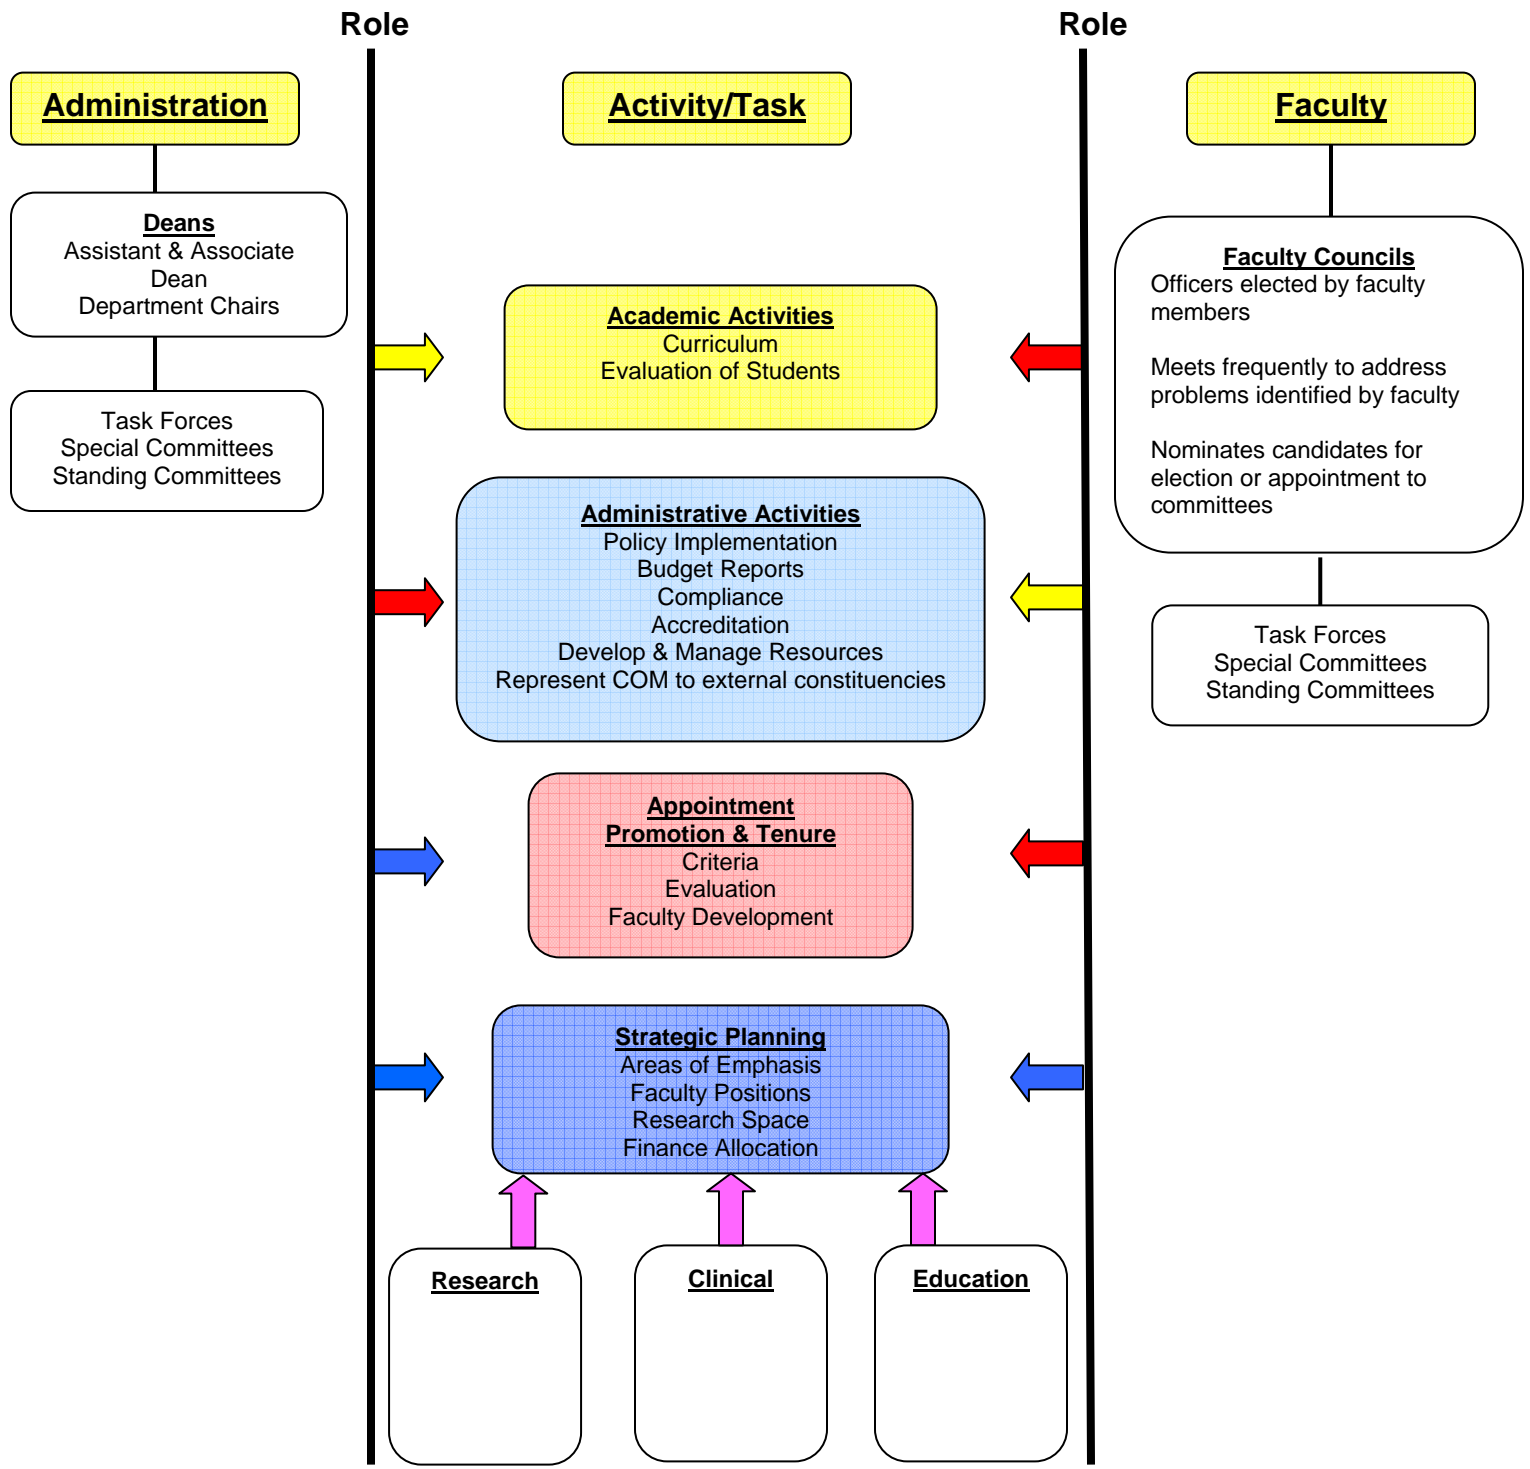 Role
Role
Administration
Activity/Task
Faculty
Deans
Assistant & Associate
Dean
Department Chairs
Task Forces
Special Committees
Standing Committees
Academic Activities
Curriculum
Evaluation of Students
Administrative Activities
Policy Implementation
Budget Reports
Compliance
Accreditation
Develop & Manage Resources
Represent COM to external constituencies
Appointment
Promotion & Tenure
Criteria
Evaluation
Faculty Development
Strategic Planning
Areas of Emphasis
Faculty Positions
Research Space
Finance Allocation
Research
Clinical
Education
Faculty Councils
Officers elected by faculty
members
Meets frequently to address
problems identified by faculty
Nominates candidates for
election or appointment to
committees
Task Forces
Special Committees
Standing Committees